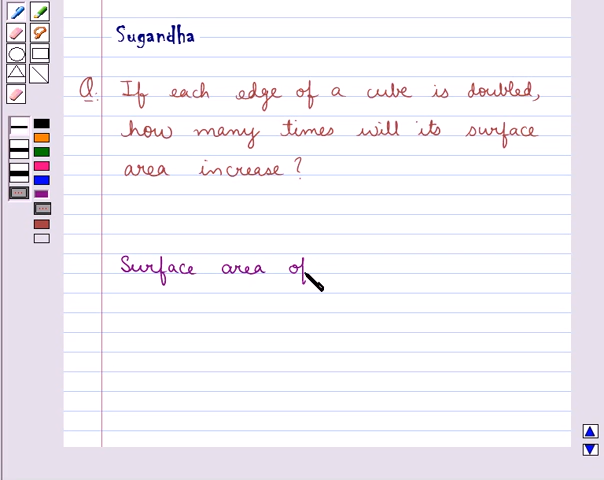 Sugandha
Q: If each edge of a cube is doubled,
how many times will its surface
area increase?
Surface area of